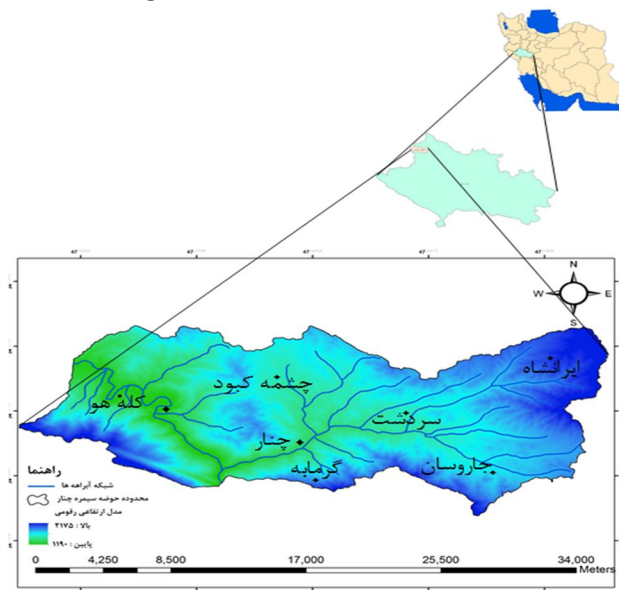 47
47
47
47
47
N
W
E
S
ایرانشاه
چشمه کبود
کله هو
سردشت
چنار
جاروسان
گرمابه
راهنما
شبکه آبراهه ها
محدوده حوضه سیمره چنار
مدل ارتفاعی رقومی
بالا : ۲۱۷۵
پایین : ۱۱۹۰
0 4,250 8,500 17,000 25,500 34,000
Meters